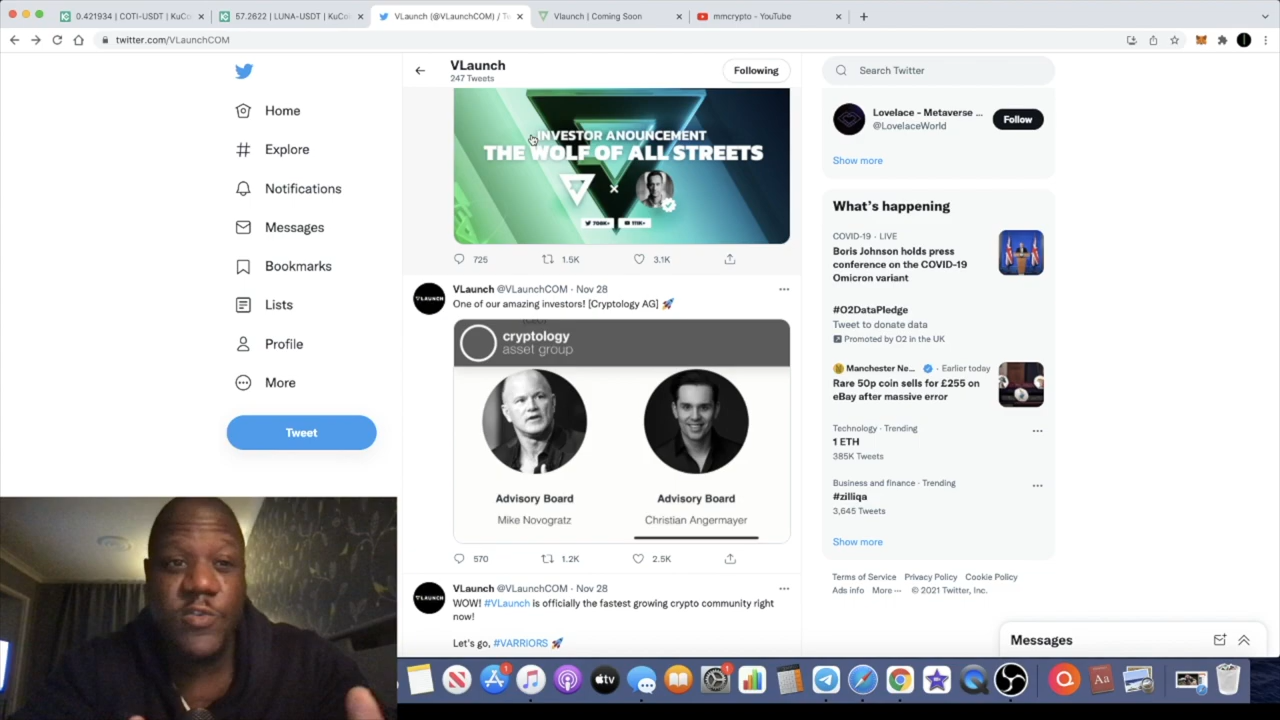 0.421934 | COTI-USDT | KuCo
57.2622 | LUNA-USDT | KuCo
VLaunch (@VLaunchCOM) / Tw
Vlaunch | Coming Soon
mmcrypto - YouTube
twitter.com/VLaunchCOM
Home
Explore
Notifications
Messages
Bookmarks
Lists
Profile
More
Tweet
VLaunch
247 Tweets
Following
INVESTOR ANOUNCEMENT
THE WOLF OF ALL STREETS
725
1.5K
3.1K
VLaunch @VLaunchCOM · Nov 28
One of our amazing investors! [Cryptology AG] 🚀
VLAUNCH
cryptology
asset group
Advisory Board
Advisory Board
Mike Novogratz
Christian Angermayer
570
1.2K
2.5K
VLaunch @VLaunchCOM · Nov 28
WOW! #VLaunch is officially the fastest growing crypto community right
now!
VLAUNCH
Let's go, #VARRIORS 🚀
Search Twitter
Lovelace - Metaverse ...
@LovelaceWorld
Follow
Show more
What's happening
COVID-19 · LIVE
Boris Johnson holds press
conference on the COVID-19
Omicron variant
#O2DataPledge
Tweet to donate data
Promoted by O2 in the UK
Manchester Ne... · Earlier today
Rare 50p coin sells for £255 on
eBay after massive error
Technology · Trending
1 ETH
385K Tweets
Business and finance · Trending
#zilliqa
3,645 Tweets
Show more
Terms of Service Privacy Policy Cookie Policy
Ads info More ··· © 2021 Twitter, Inc.
Messages
1
tv
1
Aa